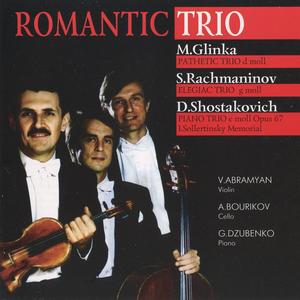 ROMANTIC TRIO
M.Glinka
PATHETIC TRIO d moll
S.Rachmaninov
ELEGIAC TRIO g moll
D.Shostakovich
PIANO TRIO e moll Opus 67
I.Sollertinsky Memorial
V.ABRAMYAN
Violin
A.BOURIKOV
Cello
G.DZUBENKO
Piano